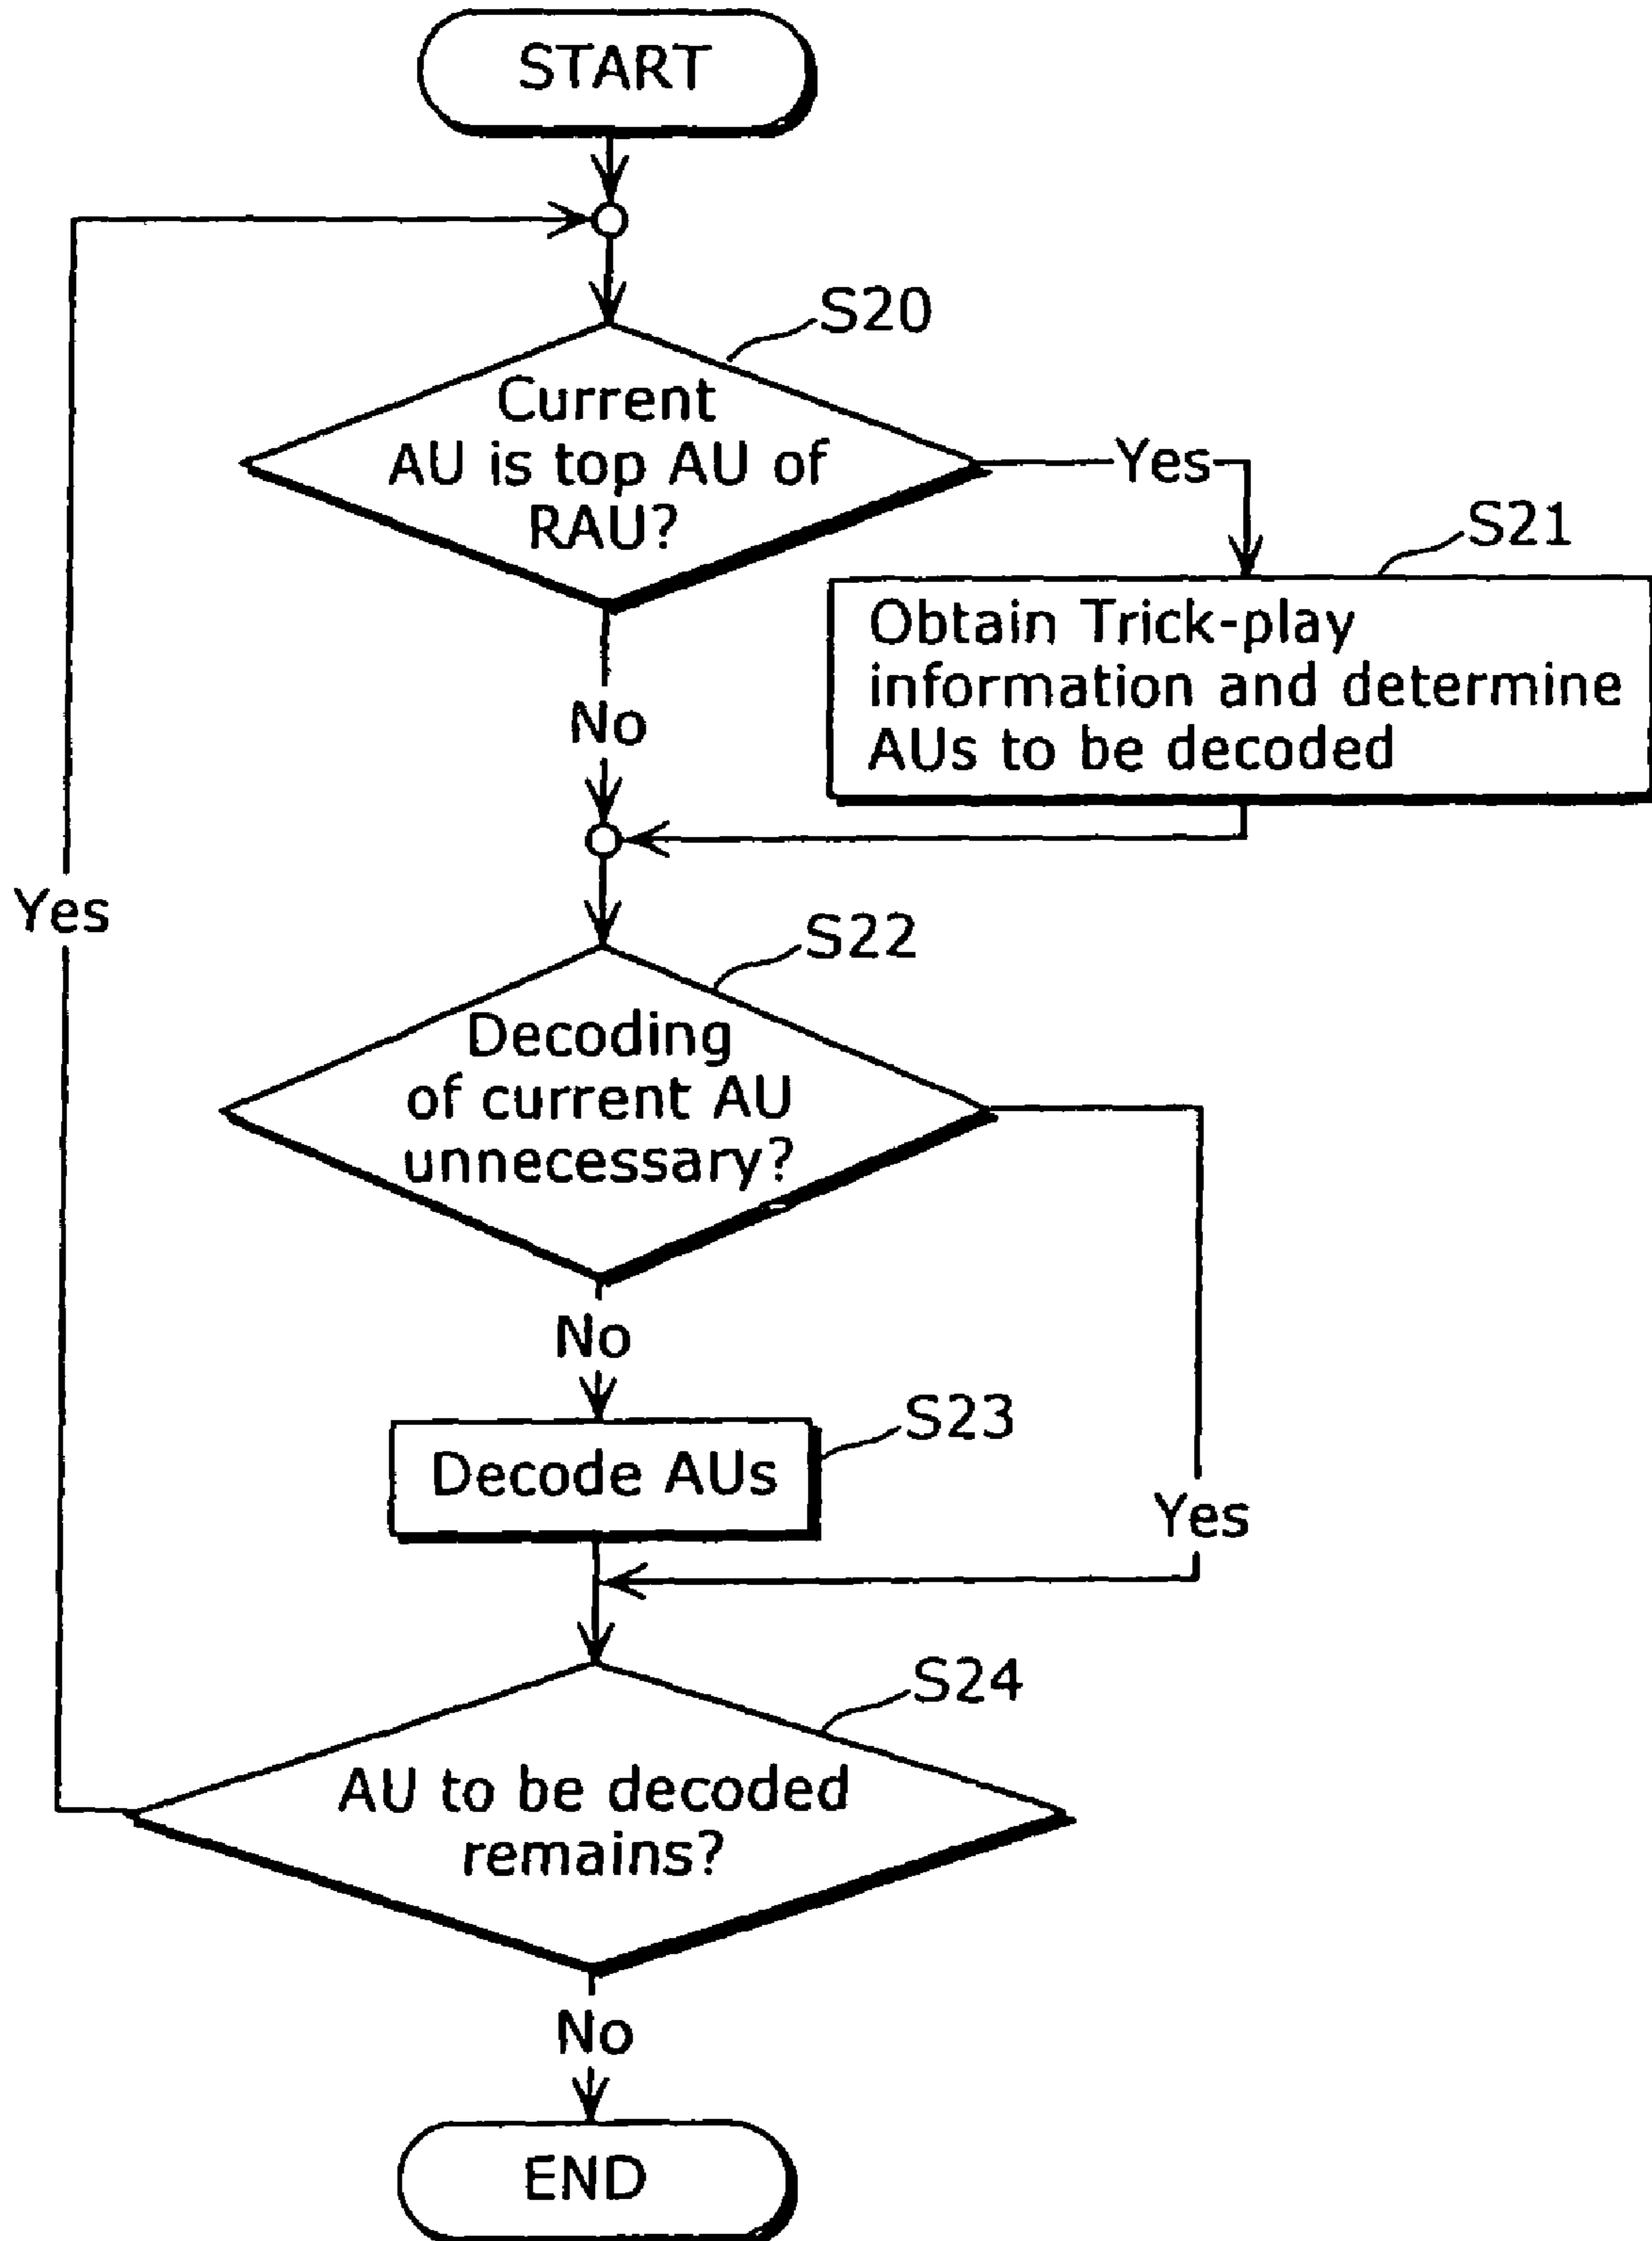 START
S20
Current
AU is top AU of
RAU?
Yes
S21
Obtain Trick-play
information and determine
AUs to be decoded
No
Yes
S22
Decoding
of current AU
unnecessary?
No
S23
Decode AUs
Yes
S24
AU to be decoded
remains?
No
END